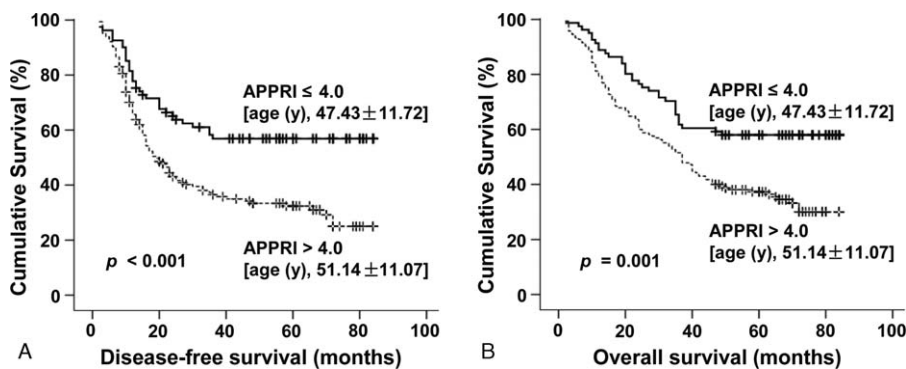 100
80
60
40
20
0
Cumulative Survival (%)
APPRI ≤ 4.0
[age (y), 47.43±11.72]
APPRI > 4.0
[age (y), 51.14±11.07]
p < 0.001
0 20 40 60 80 100
A Disease-free survival (months)
100
80
60
40
20
0
Cumulative Survival (%)
APPRI ≤ 4.0
[age (y), 47.43±11.72]
APPRI > 4.0
[age (y), 51.14±11.07]
p = 0.001
0 20 40 60 80 100
B Overall survival (months)